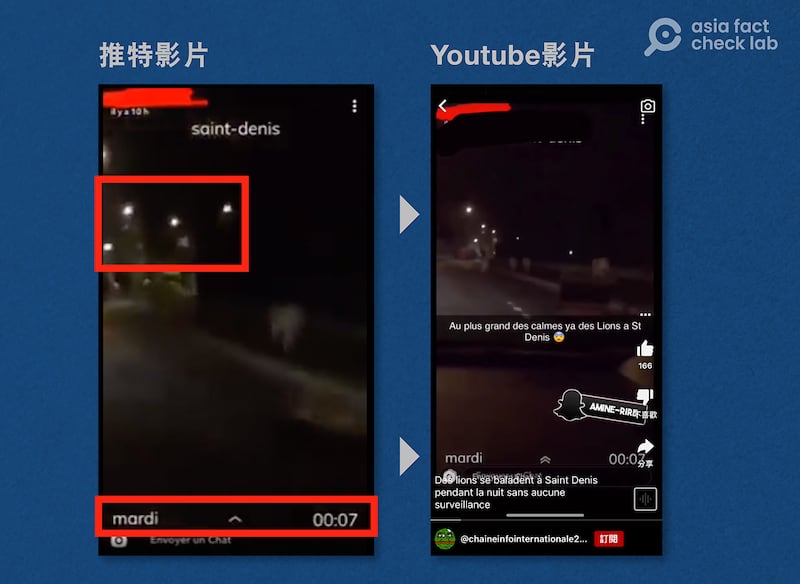 asia fact
check lab
推特影片
Youtube影片
il y a 10 h
saint-denis
mardi
00:07
Envoyer un Chat
Au plus grand des calmes ya des Lions a St
Denis 😨
166
AMINE-RIRE
不喜歡
mardi
00:07
分享
Des lions se baladent à Saint Denis
pendant la nuit sans aucune
surveillance
@chaineinfointernationale2...
訂閱